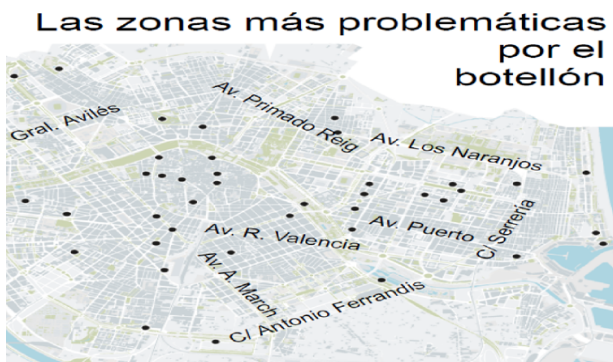 Las zonas más problemáticas
por el
botellón
Gral. Avilés
Av. Primado Reig
Av. Los Naranjos
Av. R. Valencia
Av. Puerto
C/ Serrería
Av. A. March
C/ Antonio Ferrandis